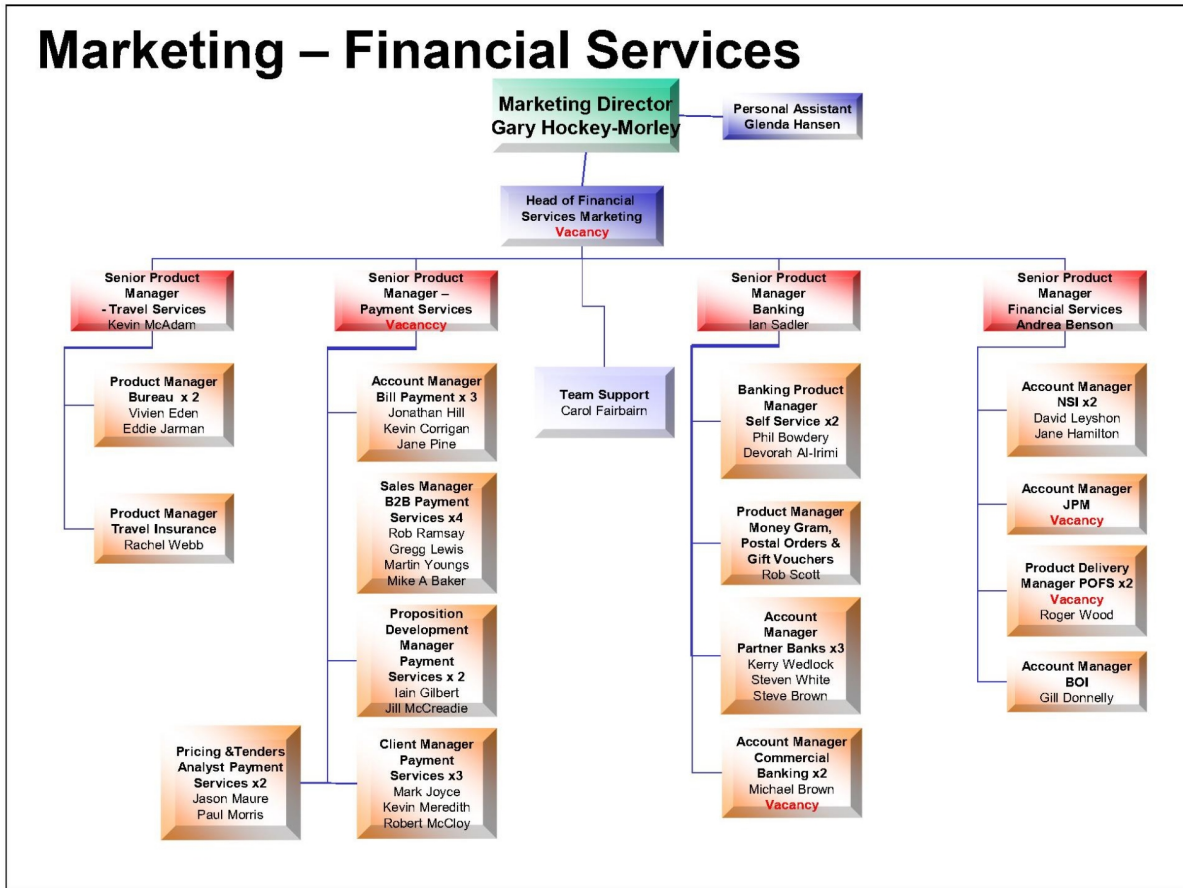 Marketing – Financial Services
Marketing Director
Gary Hockey-Morley
Personal Assistant
Glenda Hansen
Head of Financial
Services Marketing
Vacancy
Senior Product
Manager
- Travel Services
Kevin McAdam
Senior Product
Manager –
Payment Services
Vacanccy
Senior Product
Manager
Banking
Ian Sadler
Senior Product
Manager
Financial Services
Andrea Benson
Product Manager
Bureau x 2
Vivien Eden
Eddie Jarman
Product Manager
Travel Insurance
Rachel Webb
Account Manager
Bill Payment x 3
Jonathan Hill
Kevin Corrigan
Jane Pine
Sales Manager
B2B Payment
Services x4
Rob Ramsay
Gregg Lewis
Martin Youngs
Mike A Baker
Proposition
Development
Manager
Payment
Services x 2
Iain Gilbert
Jill McCreadie
Pricing &Tenders
Analyst Payment
Services x2
Jason Maure
Paul Morris
Client Manager
Payment
Services x3
Mark Joyce
Kevin Meredith
Robert McCloy
Team Support
Carol Fairbairn
Banking Product
Manager
Self Service x2
Phil Bowdery
Devorah Al-Irimi
Product Manager
Money Gram,
Postal Orders &
Gift Vouchers
Rob Scott
Account
Manager
Partner Banks x3
Kerry Wedlock
Steven White
Steve Brown
Account Manager
Commercial
Banking x2
Michael Brown
Vacancy
Account Manager
NSI x2
David Leyshon
Jane Hamilton
Account Manager
JPM
Vacancy
Product Delivery
Manager POFS x2
Vacancy
Roger Wood
Account Manager
BOI
Gill Donnelly